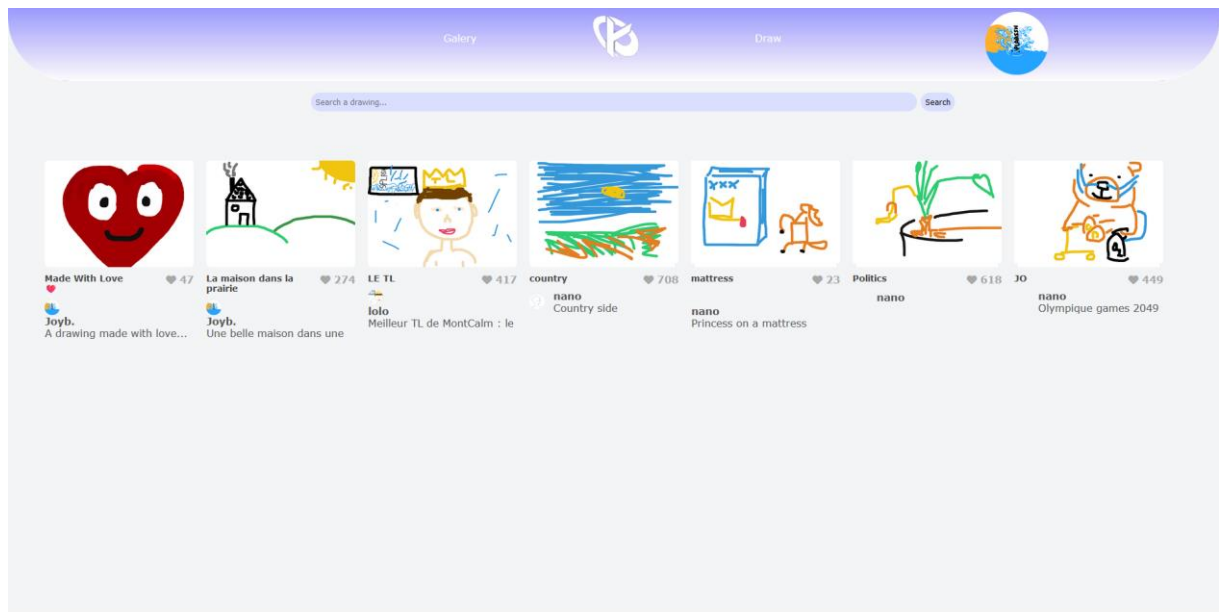 Galery
Draw
Search a drawing...
Search
xxx
Made With Love
47
Joyb.
A drawing made with love...
La maison dans la
prairie
274
Joyb.
Une belle maison dans une
LE TL
417
lolo
Meilleur TL de MontCalm : le
country
708
nano
Country side
mattress
23
nano
Princess on a mattress
Politics
618
nano
JO
449
nano
Olympique games 2049